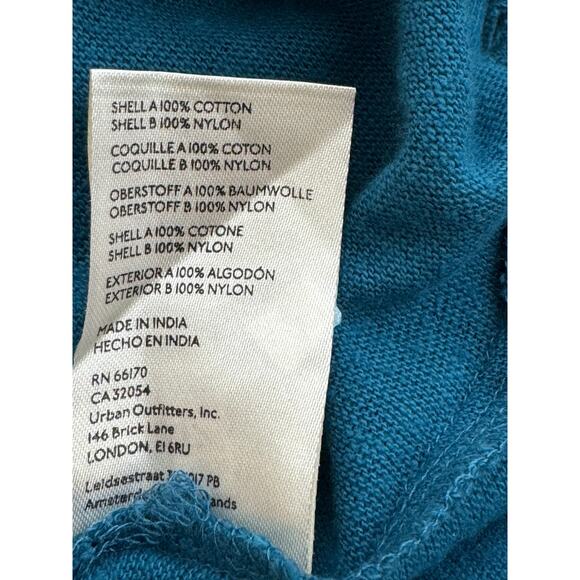 SHELL A 100% COTTON
SHELL B 100% NYLON
COQUILLE A 100% COTON
COQUILLE B 100% NYLON
OBERSTOFF A 100% BAUMWOLLE
OBERSTOFF B 100% NYLON
SHELL A 100% COTONE
SHELL B 100% NYLON
EXTERIOR A 100% ALGODÓN
EXTERIOR B 100% NYLON
MADE IN INDIA
HECHO EN INDIA
RN 66170
CA 32054
Urban Outfitters, Inc.
146 Brick Lane
LONDON, E1 6RU
Leidsestraat PB